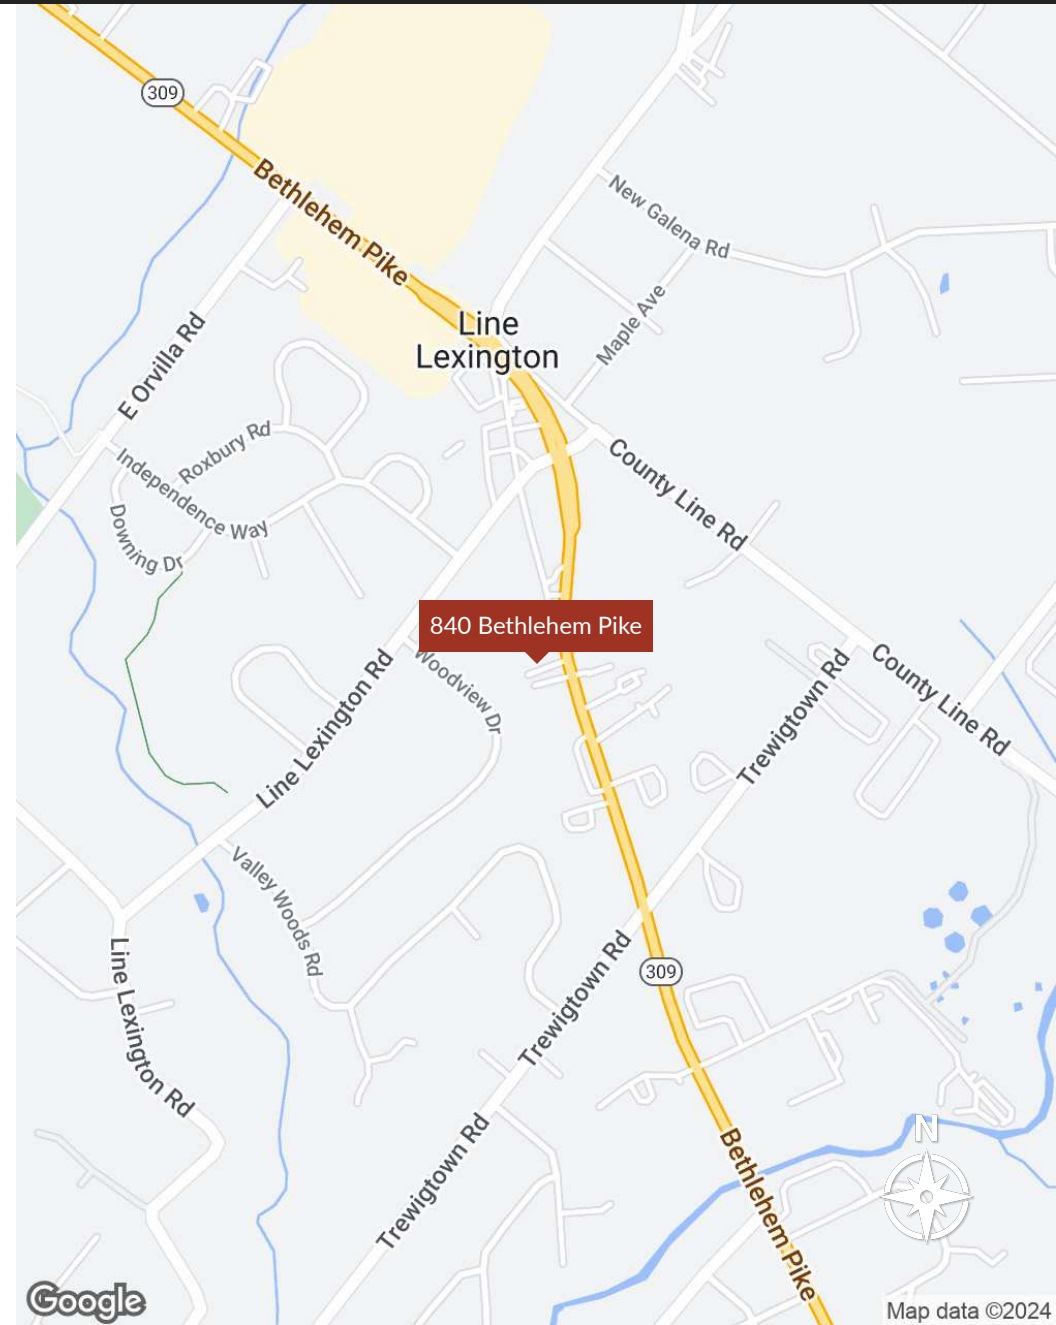 309
Bethlehem Pike
New Galena Rd
Maple Ave
Line
Lexington
E Orvilla Rd
Roxbury Rd
Independence Way
Downing Dr
County Line Rd
840 Bethlehem Pike
Woodview Dr
Line Lexington Rd
Trewigtown Rd
County Line Rd
Valley Woods Rd
Line Lexington Rd
Trewigtown Rd
309
Trewigtown Rd
Bethlehem Pike
N
Google
Map data ©2024